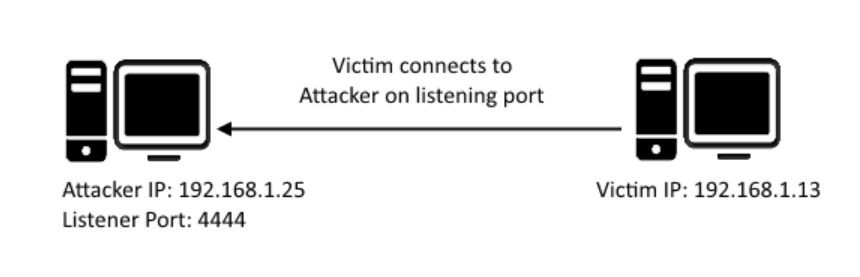 Victim connects to
Attacker on listening port
Attacker IP: 192.168.1.25
Listener Port: 4444
Victim IP: 192.168.1.13